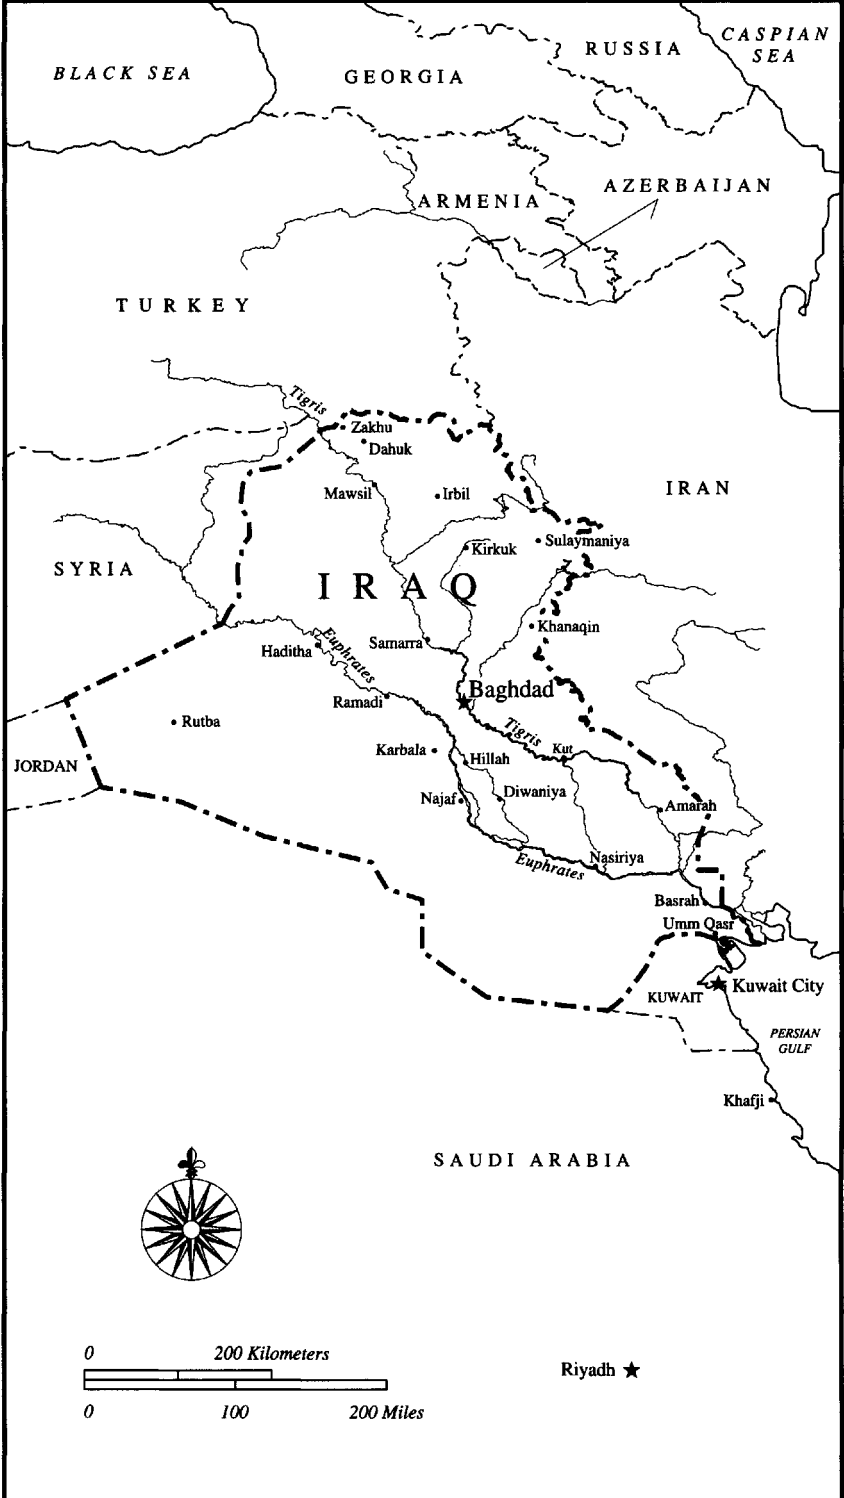 BLACK SEA
GEORGIA
RUSSIA
CASPIAN
SEA
ARMENIA
AZERBAIJAN
TURKEY
Tigris
Zakhu
Dahuk
Mawsil
Irbil
IRAN
SYRIA
Kirkuk
Sulaymaniya
IRAQ
Khanaqin
Samarra
Haditha
Euphrates
Ramadi
Baghdad
Rutba
Tigris
Karbala
Kut
JORDAN
Hillah
Najaf
Diwaniya
Amarah
Euphrates
Nasiriya
Basrah
Umm Qasr
KUWAIT
Kuwait City
PERSIAN
GULF
Khafji
SAUDI ARABIA
0 200 Kilometers
0 100 200 Miles
Riyadh